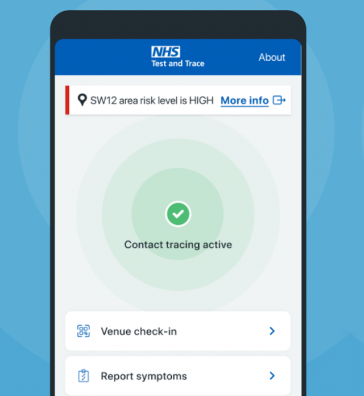 NHS
Test and Trace
About
SW12 area risk level is HIGH More info
Contact tracing active
Venue check-in
Report symptoms